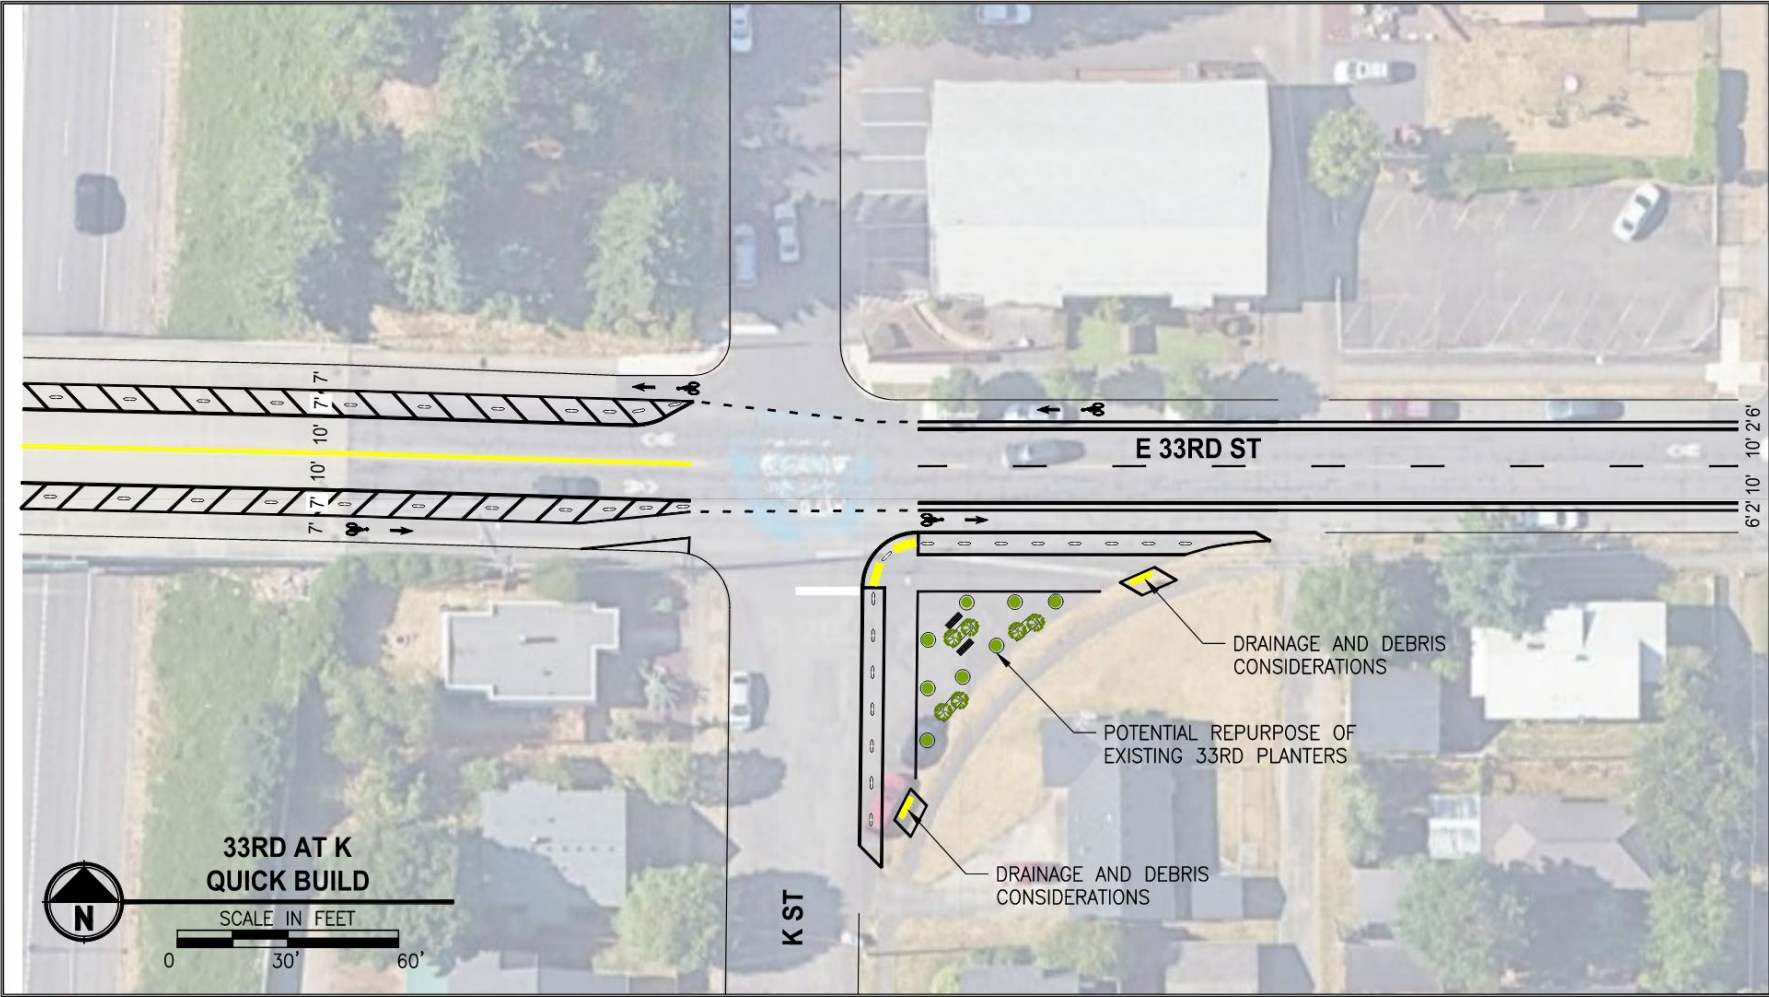 7'
7'
10'
10'
7'
7'
E 33RD ST
6'
2'
10'
10'
2'
6'
DRAINAGE AND DEBRIS
CONSIDERATIONS
POTENTIAL REPURPOSE OF
EXISTING 33RD PLANTERS
DRAINAGE AND DEBRIS
CONSIDERATIONS
K ST
33RD AT K
QUICK BUILD
N
SCALE IN FEET
0 30' 60'